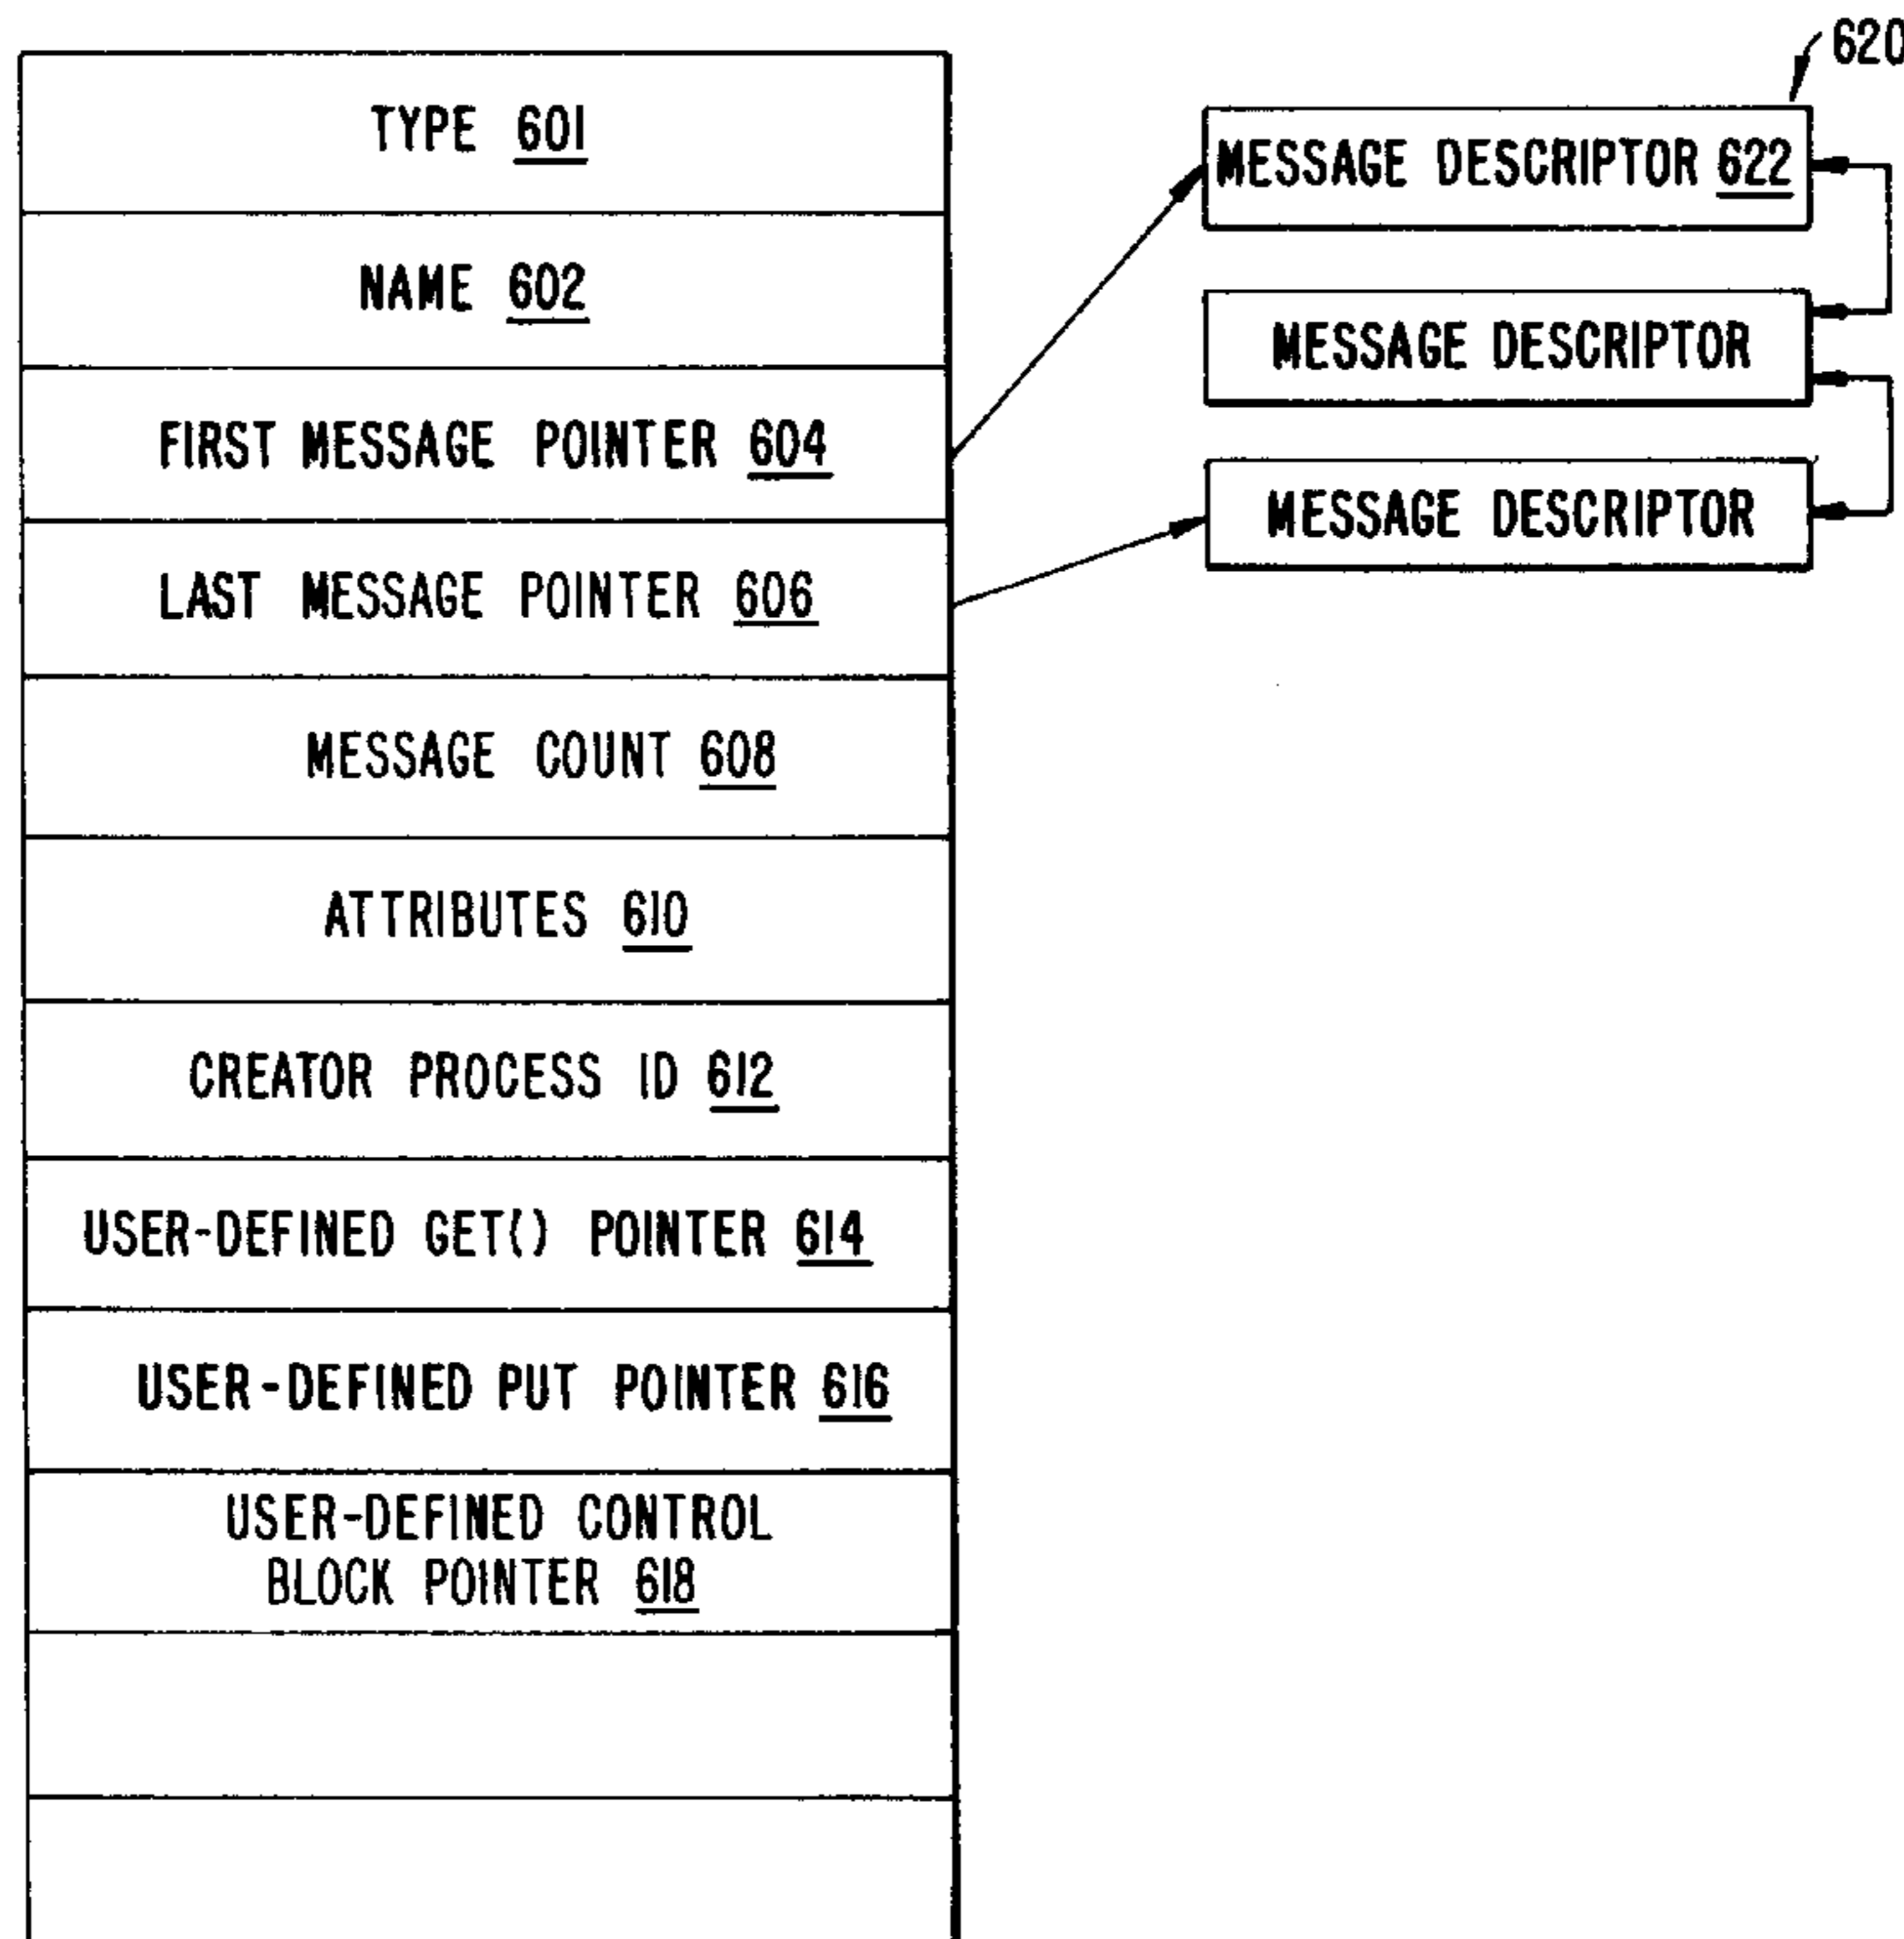 620
TYPE 601
NAME 602
FIRST MESSAGE POINTER 604
LAST MESSAGE POINTER 606
MESSAGE COUNT 608
ATTRIBUTES 610
CREATOR PROCESS ID 612
USER-DEFINED GET() POINTER 614
USER-DEFINED PUT POINTER 616
USER-DEFINED CONTROL
BLOCK POINTER 618
MESSAGE DESCRIPTOR 622
MESSAGE DESCRIPTOR
MESSAGE DESCRIPTOR